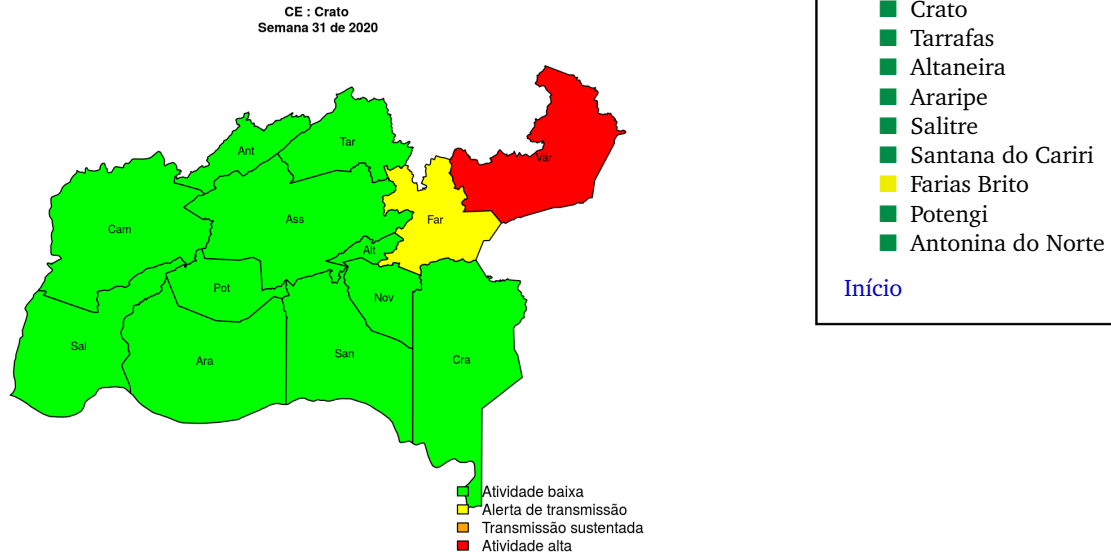 CE : Crato
Semana 31 de 2020
Vár
Tar
Ant
Ass
Far
Cam
Alt
Pot
Nov
Sal
Ara
San
Cra
Atividade baixa
Alerta de transmissão
Transmissão sustentada
Atividade alta
Crato
Tarrafas
Altaneira
Araripe
Salitre
Santana do Cariri
Farias Brito
Potengi
Antonina do Norte
Início